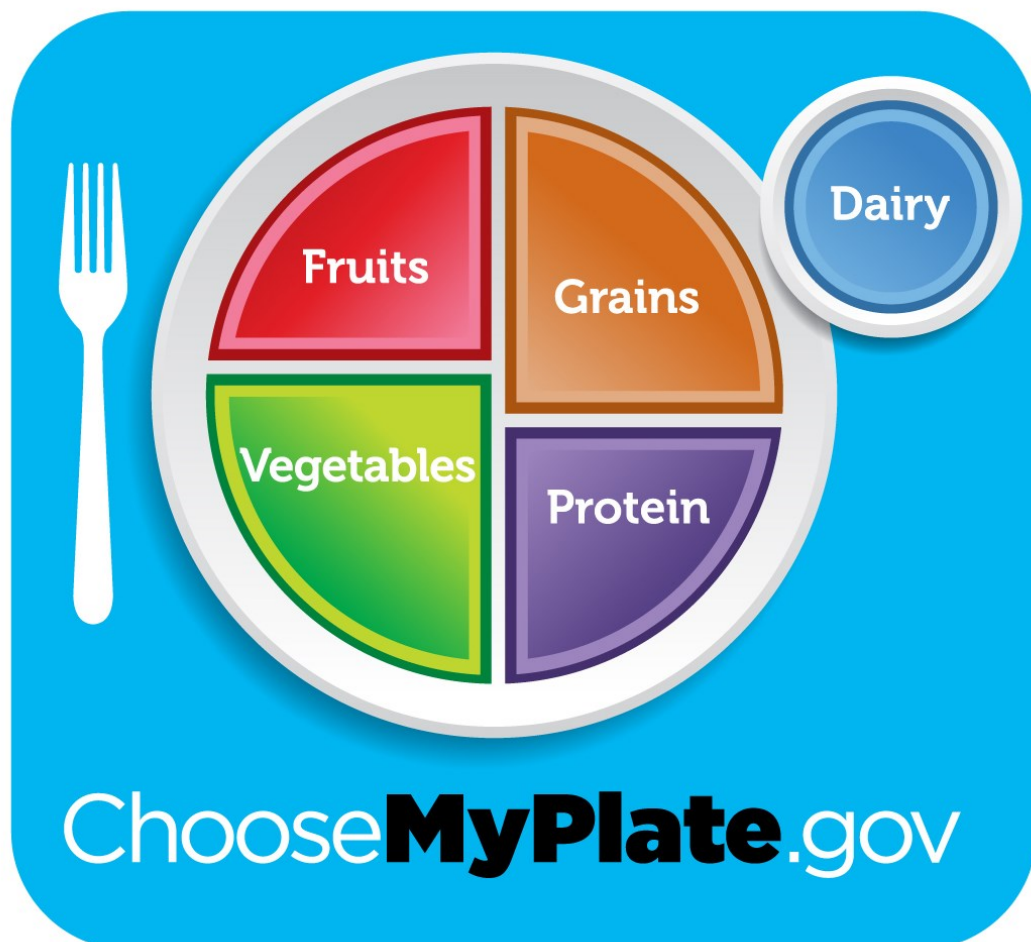 Fruits
Grains
Dairy
Vegetables
Protein
ChooseMyPlate.gov